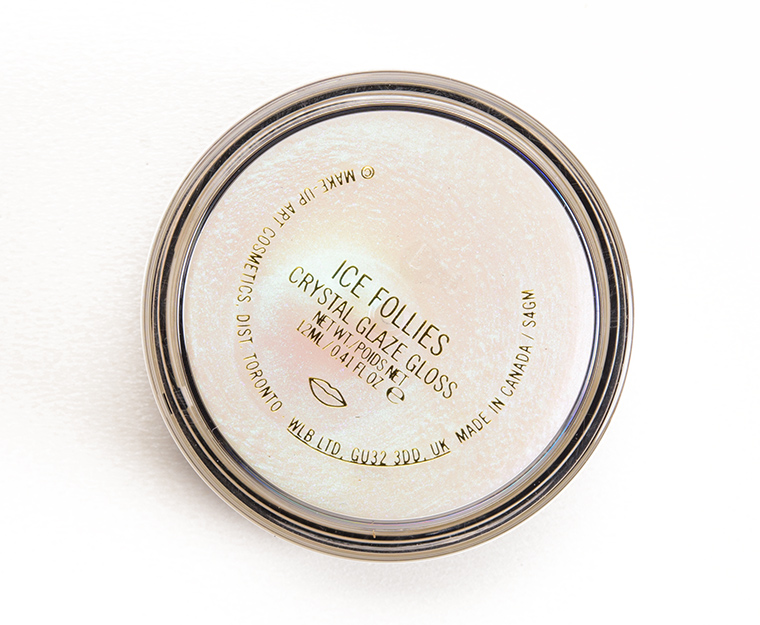 ICE FOLLIES
CRYSTAL GLAZE GLOSS
NET WT./POIDS NET
12ML/0.41 FL OZ ℮
© MAKE-UP ART COSMETICS, DIST. TORONTO
WLB LTD, GU32 3DD, UK
MADE IN CANADA / S4GM